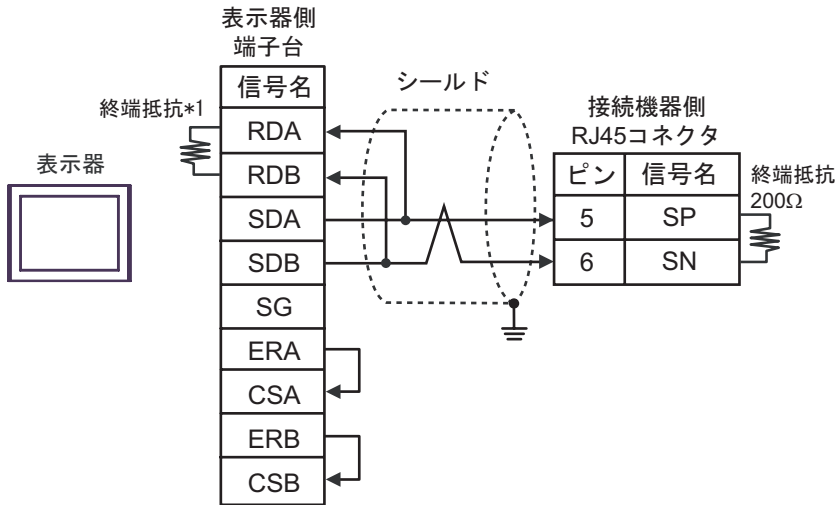 表示器側
端子台
信号名
終端抵抗*1
RDA
RDB
SDA
SDB
SG
ERA
CSA
ERB
CSB
表示器
シールド
接続機器側
RJ45コネクタ
ピン 信号名
5 SP
6 SN
終端抵抗
200Ω